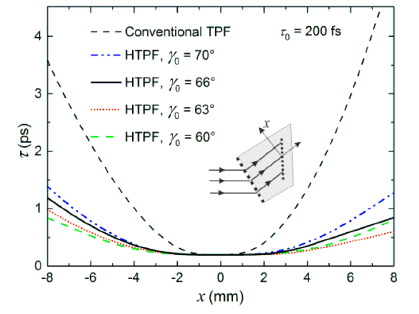 4
3
2
1
0
τ (ps)
Conventional TPF
HTPF, γ₀ = 70°
HTPF, γ₀ = 66°
HTPF, γ₀ = 63°
HTPF, γ₀ = 60°
τ₀ = 200 fs
x
-8 -6 -4 -2 0 2 4 6 8
x (mm)